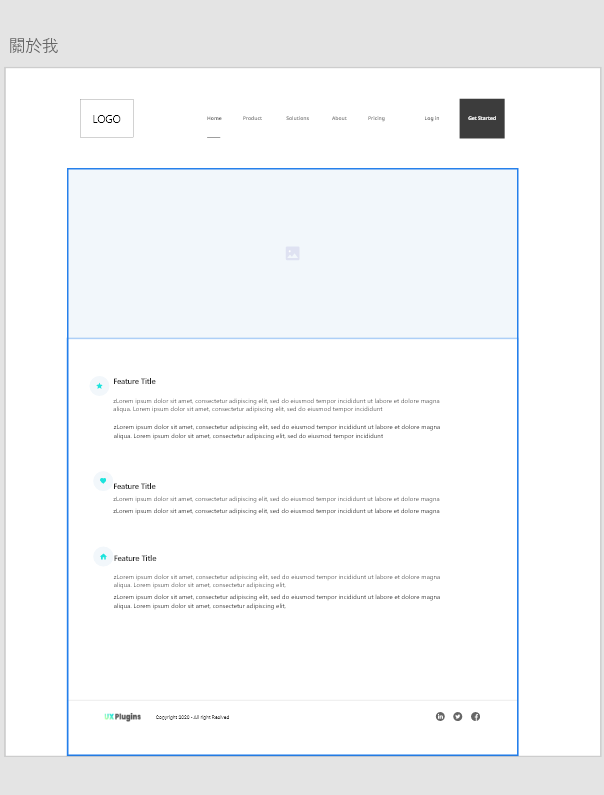 關於我
LOGO
Home Product Solutions About Pricing Log in Get Started
Feature Title
zLorem ipsum dolor sit amet, consectetur adipiscing elit, sed do eiusmod tempor incididunt ut labore et dolore magna
aliqua. Lorem ipsum dolor sit amet, consectetur adipiscing elit, sed do eiusmod tempor incididunt
zLorem ipsum dolor sit amet, consectetur adipiscing elit, sed do eiusmod tempor incididunt ut labore et dolore magna
aliqua. Lorem ipsum dolor sit amet, consectetur adipiscing elit, sed do eiusmod tempor incididunt
Feature Title
zLorem ipsum dolor sit amet, consectetur adipiscing elit, sed do eiusmod tempor incididunt ut labore et dolore magna
zLorem ipsum dolor sit amet, consectetur adipiscing elit, sed do eiusmod tempor incididunt ut labore et dolore magna
Feature Title
zLorem ipsum dolor sit amet, consectetur adipiscing elit, sed do eiusmod tempor incididunt ut labore et dolore magna
aliqua. Lorem ipsum dolor sit amet, consectetur adipiscing elit,
zLorem ipsum dolor sit amet, consectetur adipiscing elit, sed do eiusmod tempor incididunt ut labore et dolore magna
aliqua. Lorem ipsum dolor sit amet, consectetur adipiscing elit,
UXPlugins Copyright 2020 - All right Resived